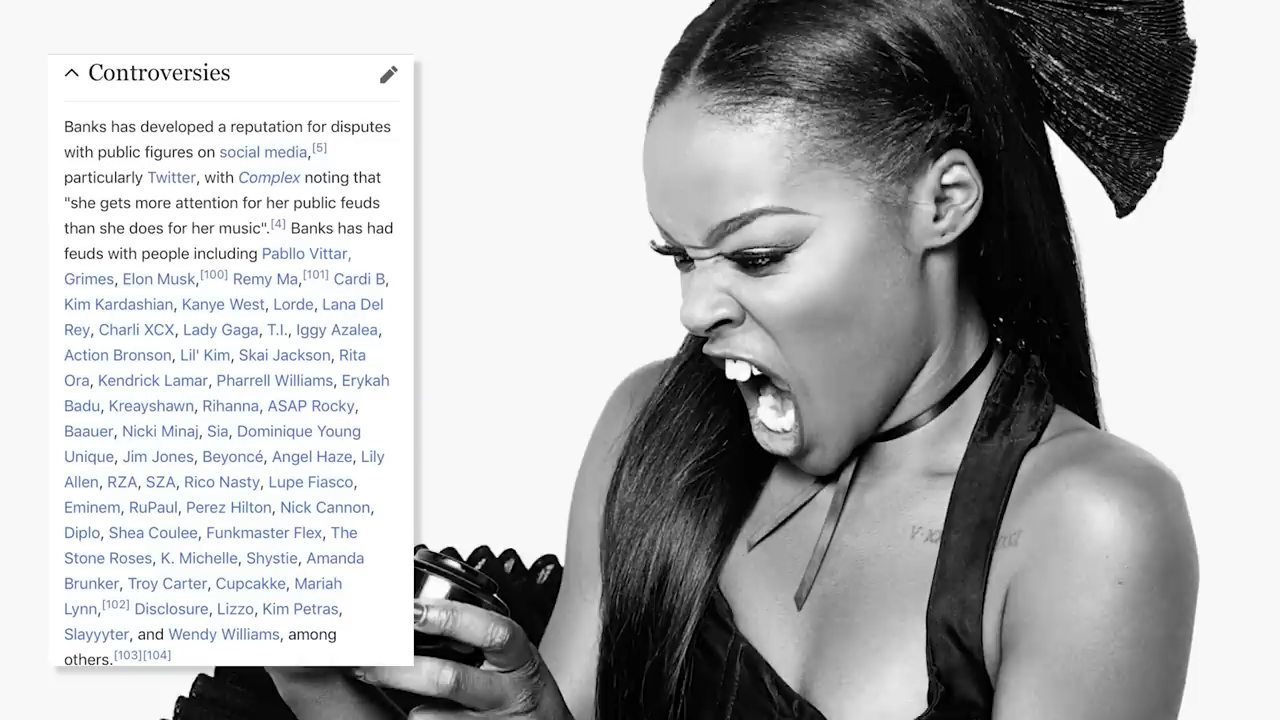 Controversies
Banks has developed a reputation for disputes
with public figures on social media,[5]
particularly Twitter, with Complex noting that
"she gets more attention for her public feuds
than she does for her music".[4] Banks has had
feuds with people including Pabllo Vittar,
Grimes, Elon Musk,[100] Remy Ma,[101] Cardi B,
Kim Kardashian, Kanye West, Lorde, Lana Del
Rey, Charli XCX, Lady Gaga, T.I., Iggy Azalea,
Action Bronson, Lil' Kim, Skai Jackson, Rita
Ora, Kendrick Lamar, Pharrell Williams, Erykah
Badu, Kreayshawn, Rihanna, ASAP Rocky,
Baauer, Nicki Minaj, Sia, Dominique Young
Unique, Jim Jones, Beyoncé, Angel Haze, Lily
Allen, RZA, SZA, Rico Nasty, Lupe Fiasco,
Eminem, RuPaul, Perez Hilton, Nick Cannon,
Diplo, Shea Coulee, Funkmaster Flex, The
Stone Roses, K. Michelle, Shystie, Amanda
Brunker, Troy Carter, Cupcakke, Mariah
Lynn,[102] Disclosure, Lizzo, Kim Petras,
Slayyyter, and Wendy Williams, among
others.[103][104]